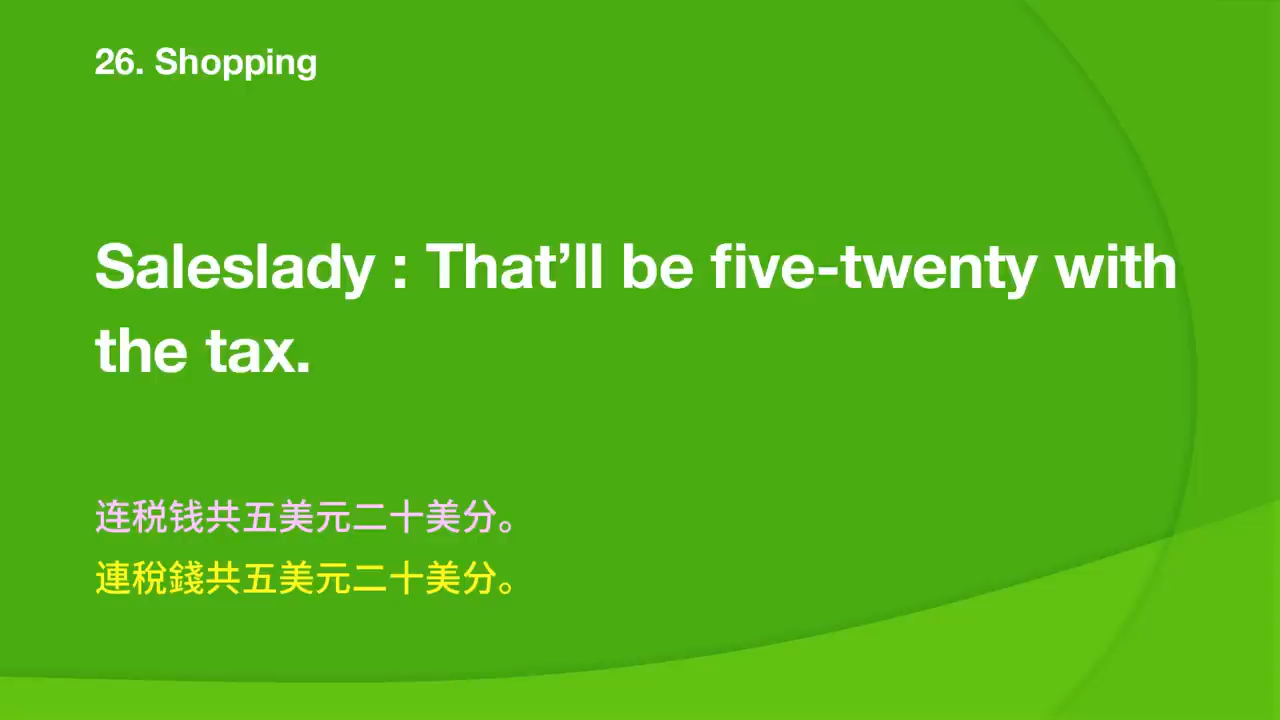 26. Shopping
Saleslady : That’ll be five-twenty with
the tax.
连税钱共五美元二十美分。
連稅錢共五美元二十美分。